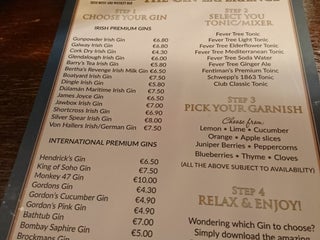 STEP 1
CHOOSE YOUR GIN
IRISH PREMIUM GINS
Gunpowder Irish Gin €6.80
Galway Irish Gin €6.80
Cork Dry Irish Gin €4.30
Glendalough Irish Gin €6.00
Barry's Tea Irish Gin €5.80
Bertha's Revenge Irish Milk Gin €6.50
Boatyard Irish Gin €7.50
Dingle Irish Gin €5.80
Dúlamán Maritime Irish Gin €7.50
James Joyce Gin €6.50
Jawbox Irish Gin €7.00
Shortcross Irish Gin €6.90
Silver Spear Irish Gin €8.00
Von Hallers Irish/German Gin €7.50
INTERNATIONAL PREMIUM GINS
Hendrick's Gin €6.50
King of Soho Gin €7.50
Monkey 47 Gin €10.00
Gordons Gin €4.30
Gordon's Cucumber Gin €4.90
Gordon's Pink Gin €4.90
Bathtub Gin €7.00
Bombay Saphire Gin €5.00
Brockmans Gin
STEP 2
SELECT YOU
TONIC/MIXER
Fever Tree Tonic
Fever Tree Light Tonic
Fever Tree Elderflower Tonic
Fever Tree Mediterranean Tonic
Fever Tree Soda Water
Fever Tree Ginger Ale
Fentiman's Premium Toinc
Schwepp's 1863 Tonic
Club Classic Tonic
STEP 3
PICK YOUR GARNISH
Choose from:
Lemon • Lime • Cucumber
Orange • Apple slices
Juniper Berries • Peppercorns
Blueberries • Thyme • Cloves
(ALL THE ABOVE SUBJECT TO AVAILABILITY)
STEP 4
RELAX & ENJOY!
Wondering which Gin to choose?
Simply download the amazing